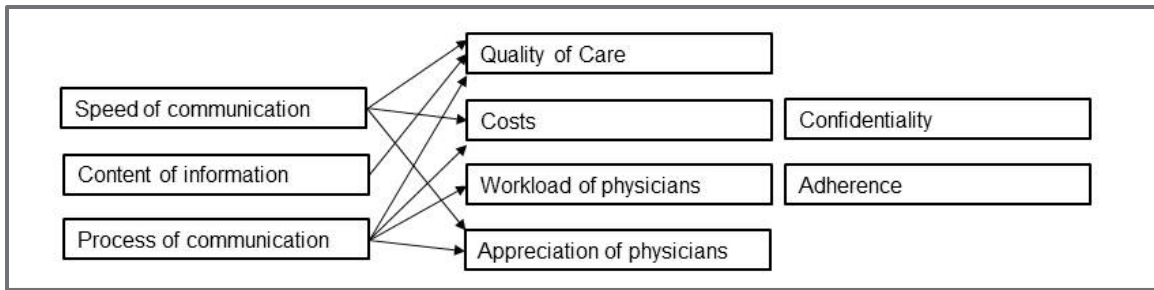 Quality of Care
Speed of communication
Costs
Confidentiality
Content of information
Workload of physicians
Adherence
Process of communication
Appreciation of physicians